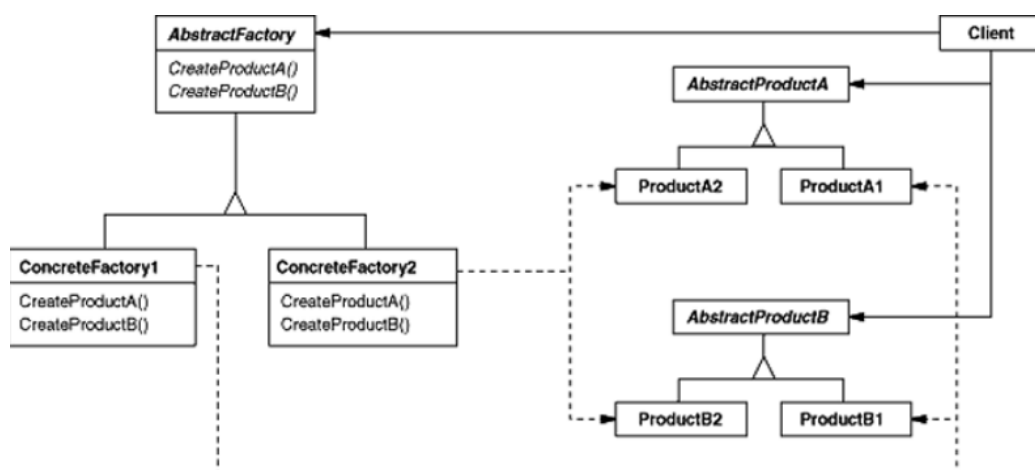 AbstractFactory
CreateProductA()
CreateProductB()
Client
AbstractProductA
ProductA2
ProductA1
ConcreteFactory1
CreateProductA()
CreateProductB()
ConcreteFactory2
CreateProductA()
CreateProductB()
AbstractProductB
ProductB2
ProductB1